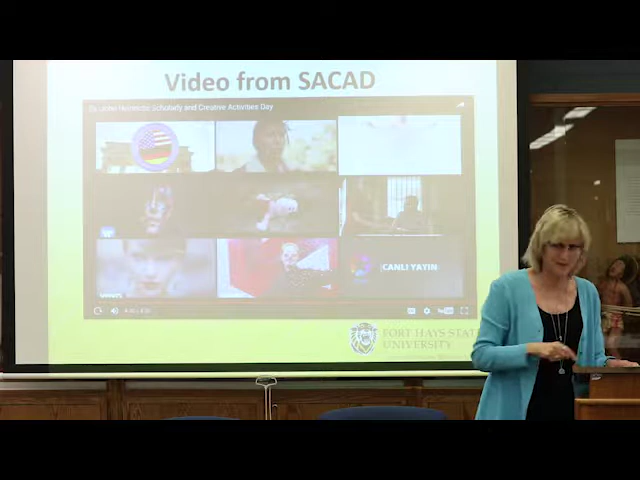 Video from SACAD
Scholarly and Creative Activities Day
CANLI YAYIN
FORT HAYS STATE
UNIVERSITY